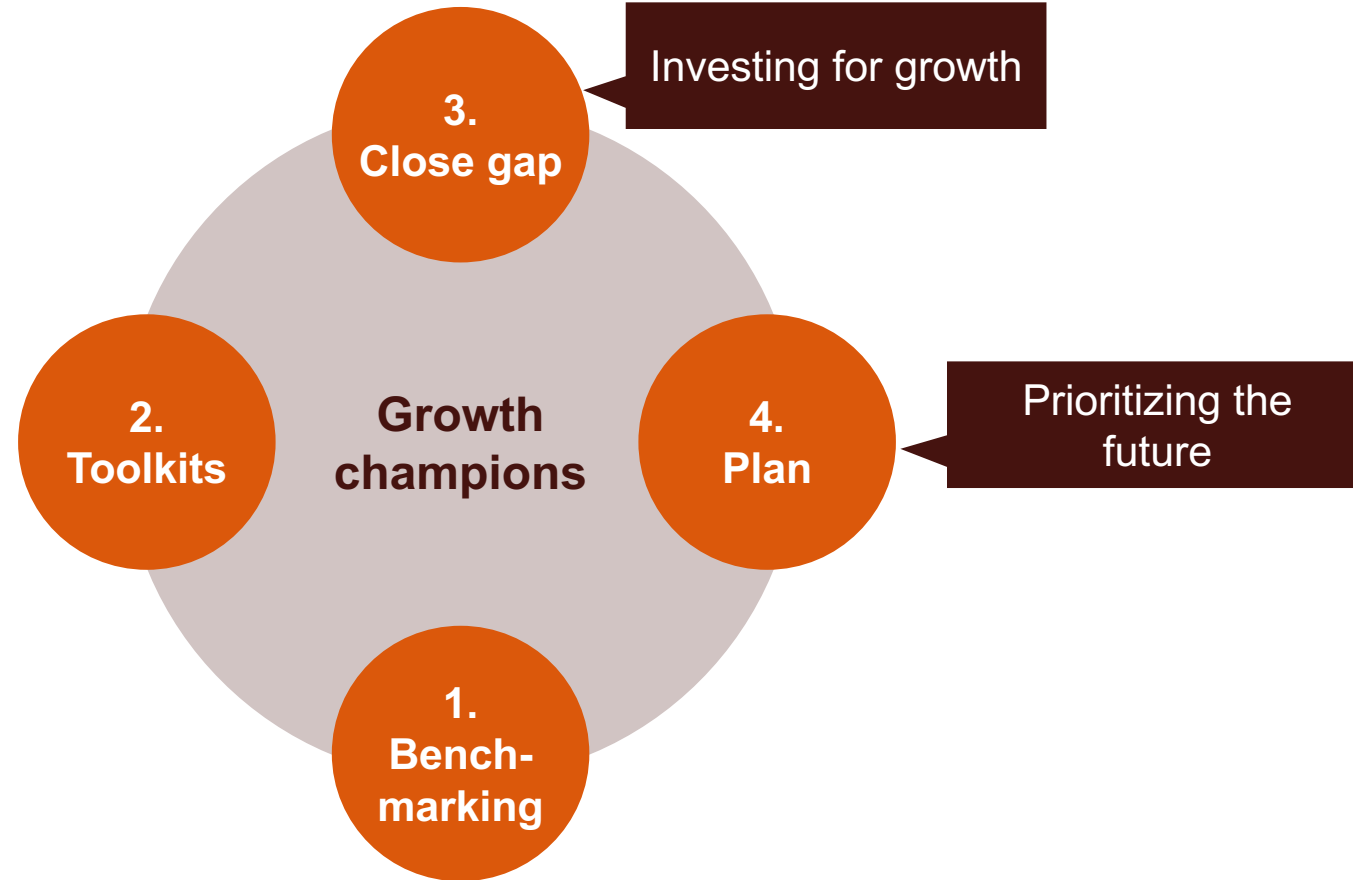 Investing for growth
3.
Close gap
Prioritizing the
future
2.
Toolkits
Growth
champions
4.
Plan
1.
Bench-
marking